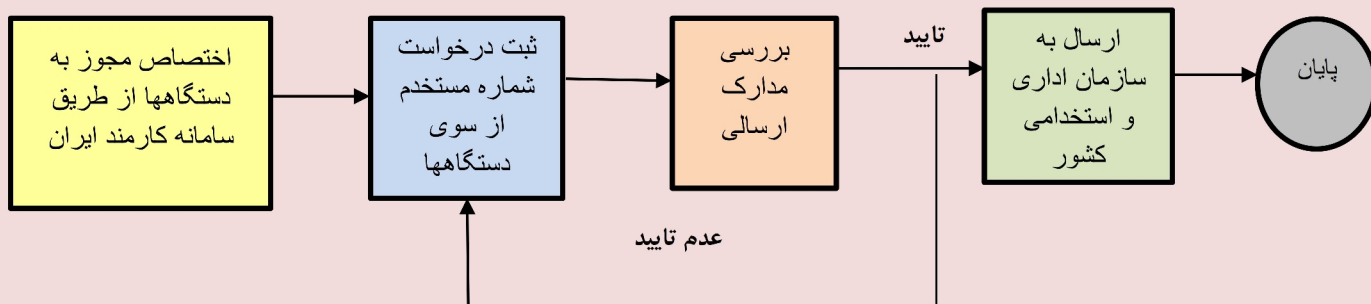 اختصاص مجوز به
دستگاهها از طریق
سامانه کارمند ایران
ثبت درخواست
شماره مستخدم
از سوی
دستگاهها
بررسی
مدارک
ارسالی
تایید
ارسال به
سازمان اداری
و استخدامی
کشور
پایان
عدم تایید